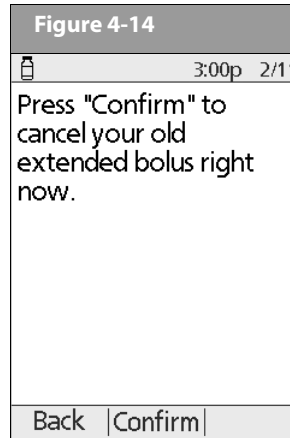 Figure 4-14
3:00p 2/1
Press "Confirm" to
cancel your old
extended bolus right
now.
Back Confirm